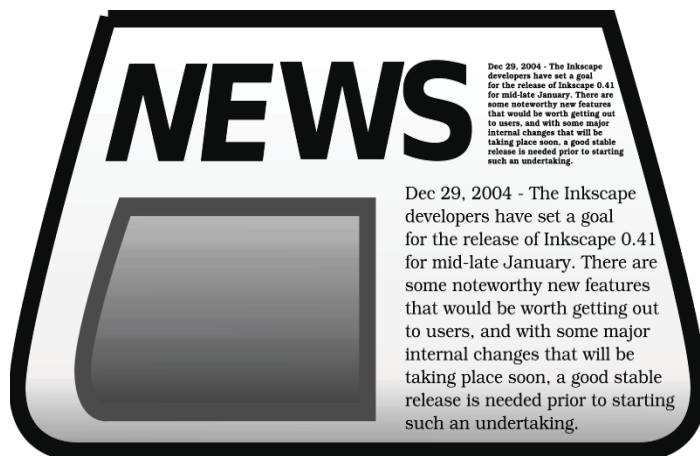 NEWS
Dec 29, 2004 - The Inkscape
developers have set a goal
for the release of Inkscape 0.41
for mid-late January. There are
some noteworthy new features
that would be worth getting out
to users, and with some major
internal changes that will be
taking place soon, a good stable
release is needed prior to starting
such an undertaking.
Dec 29, 2004 - The Inkscape
developers have set a goal
for the release of Inkscape 0.41
for mid-late January. There are
some noteworthy new features
that would be worth getting out
to users, and with some major
internal changes that will be
taking place soon, a good stable
release is needed prior to starting
such an undertaking.